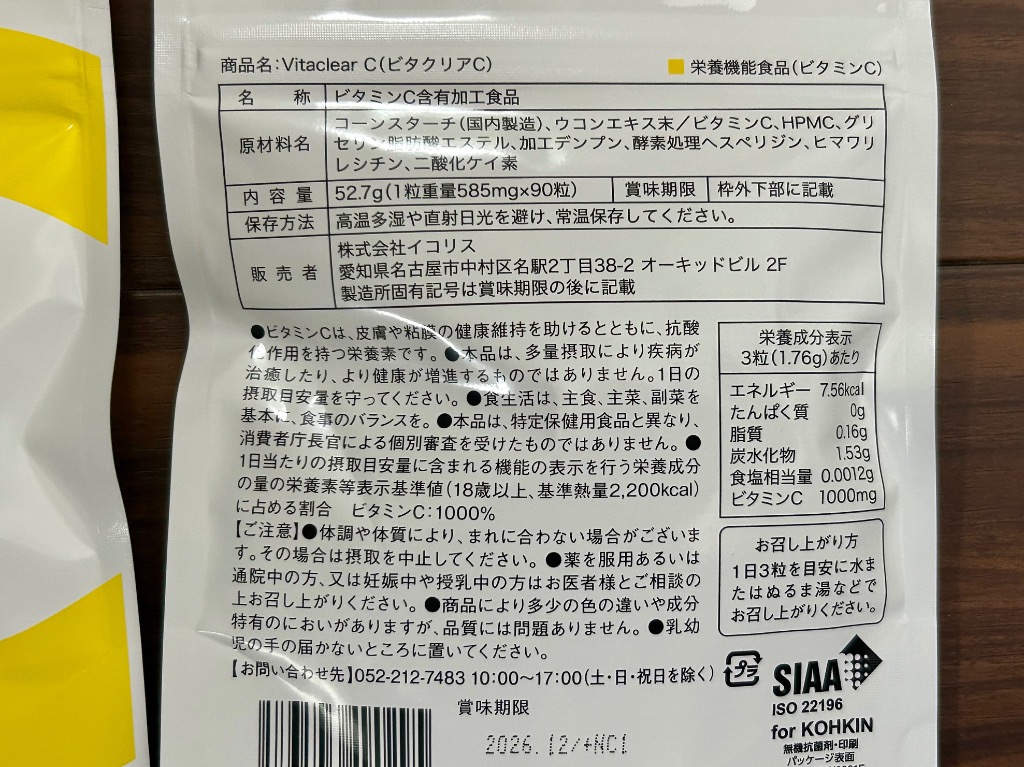 商品名:Vitaclear C(ビタクリアC)
栄養機能食品(ビタミンC)
名 称 ビタミンC含有加工食品
原材料名 コーンスターチ(国内製造)、ウコンエキス末/ビタミンC、HPMC、グリ
セリン脂肪酸エステル、加工デンプン、酵素処理ヘスペリジン、ヒマワリ
レシチン、二酸化ケイ素
内容量 52.7g(1粒重量585mg×90粒) 賞味期限 枠外下部に記載
保存方法 高温多湿や直射日光を避け、常温保存してください。
販売者 株式会社イコリス
愛知県名古屋市中村区名駅2丁目38-2 オーキッドビル 2F
製造所固有記号は賞味期限の後に記載
●ビタミンCは、皮膚や粘膜の健康維持を助けるとともに、抗酸
化作用を持つ栄養素です。●本品は、多量摂取により疾病が
治癒したり、より健康が増進するものではありません。1日の
摂取目安量を守ってください。●食生活は、主食、主菜、副菜を
基本に、食事のバランスを。●本品は、特定保健用食品と異なり、
消費者庁長官による個別審査を受けたものではありません。●
1日当たりの摂取目安量に含まれる機能の表示を行う栄養成分
の量の栄養素等表示基準値(18歳以上、基準熱量2,200kcal)
に占める割合 ビタミンC:1000%
【ご注意】●体調や体質により、まれに合わない場合がございま
す。その場合は摂取を中止してください。●薬を服用あるいは
通院中の方、又は妊娠中や授乳中の方はお医者様とご相談の
上お召し上がりください。●商品により多少の色の違いや成分
特有のにおいがありますが、品質には問題ありません。●乳幼
児の手の届かないところに置いてください。
【お問い合わせ先】052-212-7483 10:00～17:00(土・日・祝日を除く)
栄養成分表示
3粒(1.76g)あたり
エネルギー 7.56kcal
たんぱく質 0g
脂質 0.16g
炭水化物 1.53g
食塩相当量 0.0012g
ビタミンC 1000mg
お召し上がり方
1日3粒を目安に水ま
たはぬるま湯などで
お召し上がりください。
プラ
SIAA
ISO 22196
for KOHKIN
無機抗菌剤・印刷
パッケージ表面
賞味期限
2026.12/+NC1